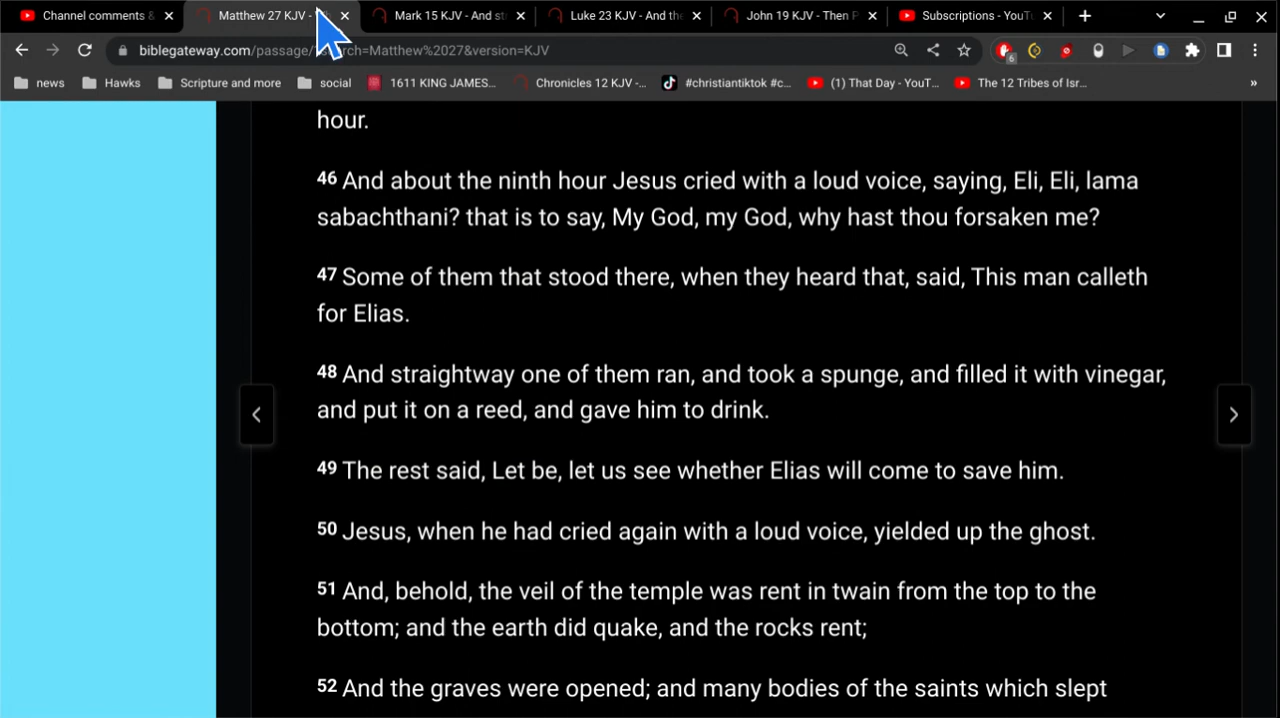 Channel comments &
Matthew 27 KJV -
Mark 15 KJV - And st
Luke 23 KJV - And the
John 19 KJV - Then P
Subscriptions - YouT
biblegateway.com/passage/?search=Matthew%2027&version=KJV
6
news
Hawks
Scripture and more
social
1611 KING JAMES...
Chronicles 12 KJV -...
#christiantiktok #c...
(1) That Day - YouT...
The 12 Tribes of Isr...
»
hour.
46 And about the ninth hour Jesus cried with a loud voice, saying, Eli, Eli, lama
sabachthani? that is to say, My God, my God, why hast thou forsaken me?
47 Some of them that stood there, when they heard that, said, This man calleth
for Elias.
48 And straightway one of them ran, and took a spunge, and filled it with vinegar,
and put it on a reed, and gave him to drink.
49 The rest said, Let be, let us see whether Elias will come to save him.
50 Jesus, when he had cried again with a loud voice, yielded up the ghost.
51 And, behold, the veil of the temple was rent in twain from the top to the
bottom; and the earth did quake, and the rocks rent;
52 And the graves were opened; and many bodies of the saints which slept